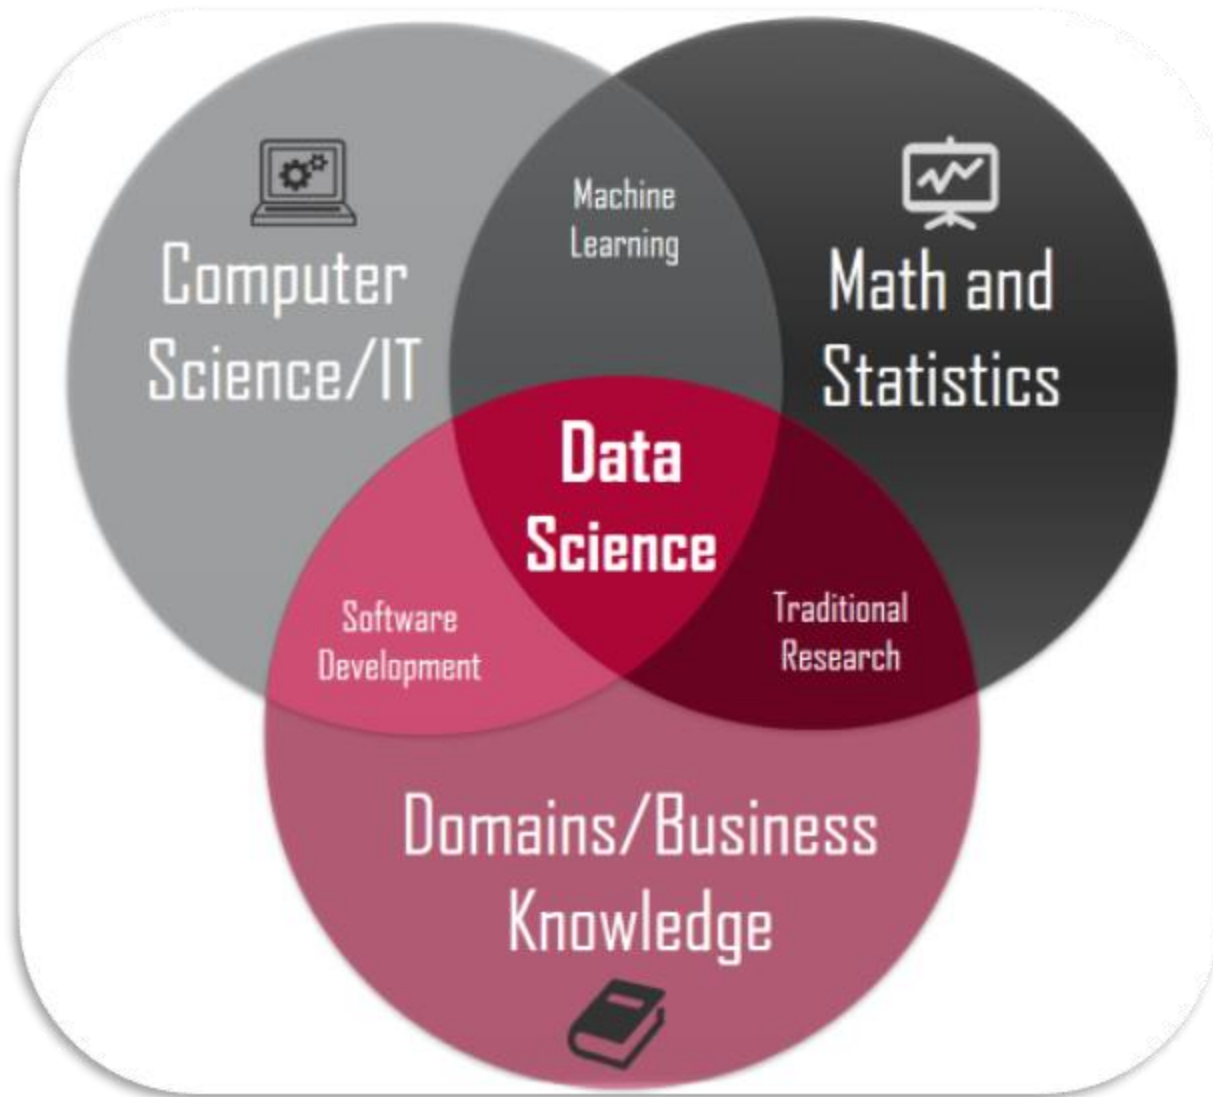 Machine
Learning
Computer
Science/IT
Math and
Statistics
Data
Science
Software
Development
Traditional
Research
Domains/Business
Knowledge